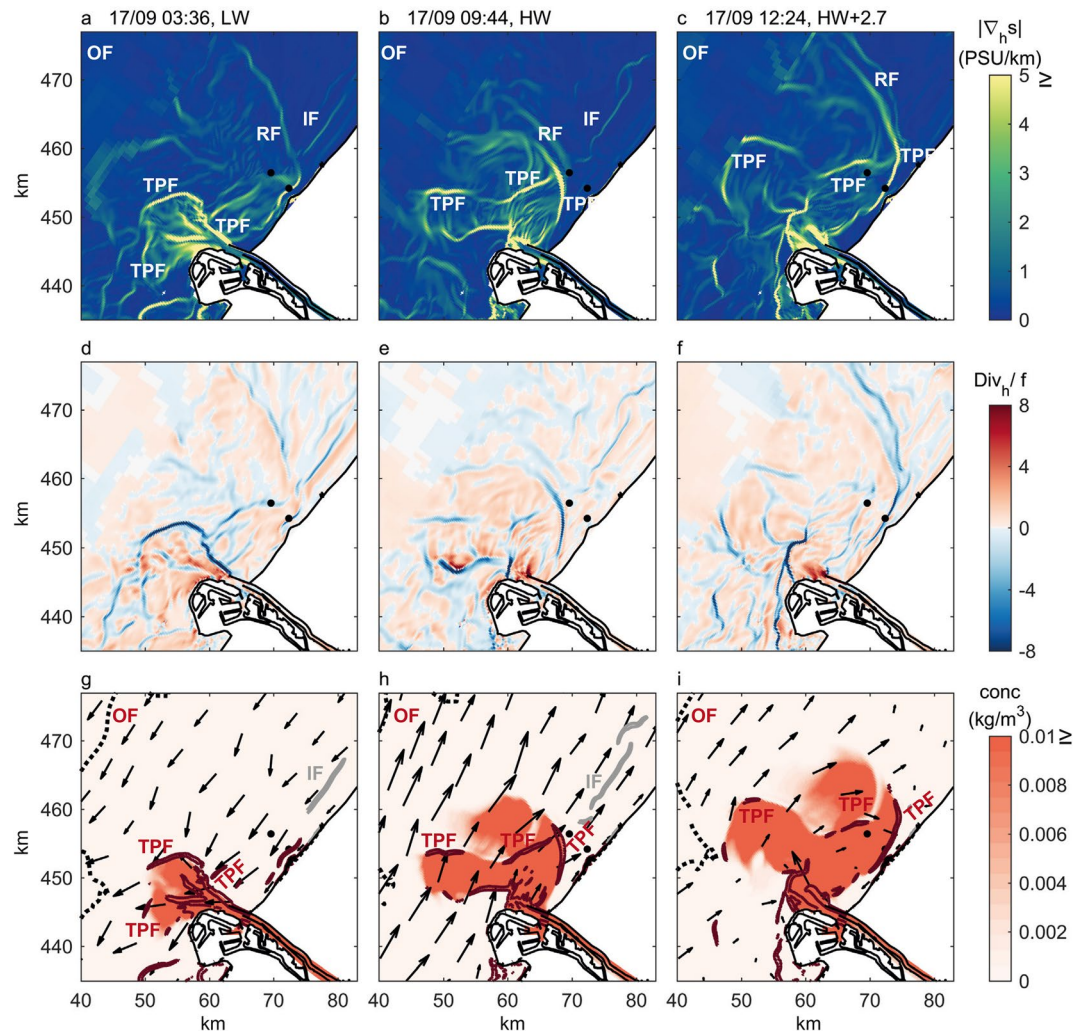 a 17/09 03:36, LW
b 17/09 09:44, HW
c 17/09 12:24, HW+2.7
|∇ₕs|
(PSU/km)
OF
RF
IF
TPF
TPF
TPF
OF
RF
IF
TPF
TPF
TPF
OF
RF
TPF
TPF
TPF
km
470
460
450
440
5
≥
4
3
2
1
0
d
e
f
Divₕ/ f
km
470
460
450
440
8
4
0
-4
-8
g
h
i
conc
(kg/m³)
OF
IF
TPF
TPF
TPF
OF
IF
TPF
TPF
TPF
OF
TPF
TPF
TPF
km
470
460
450
440
0.01
≥
0.008
0.006
0.004
0.002
0
40 50 60 70 80
40 50 60 70 80
40 50 60 70 80
km
km
km